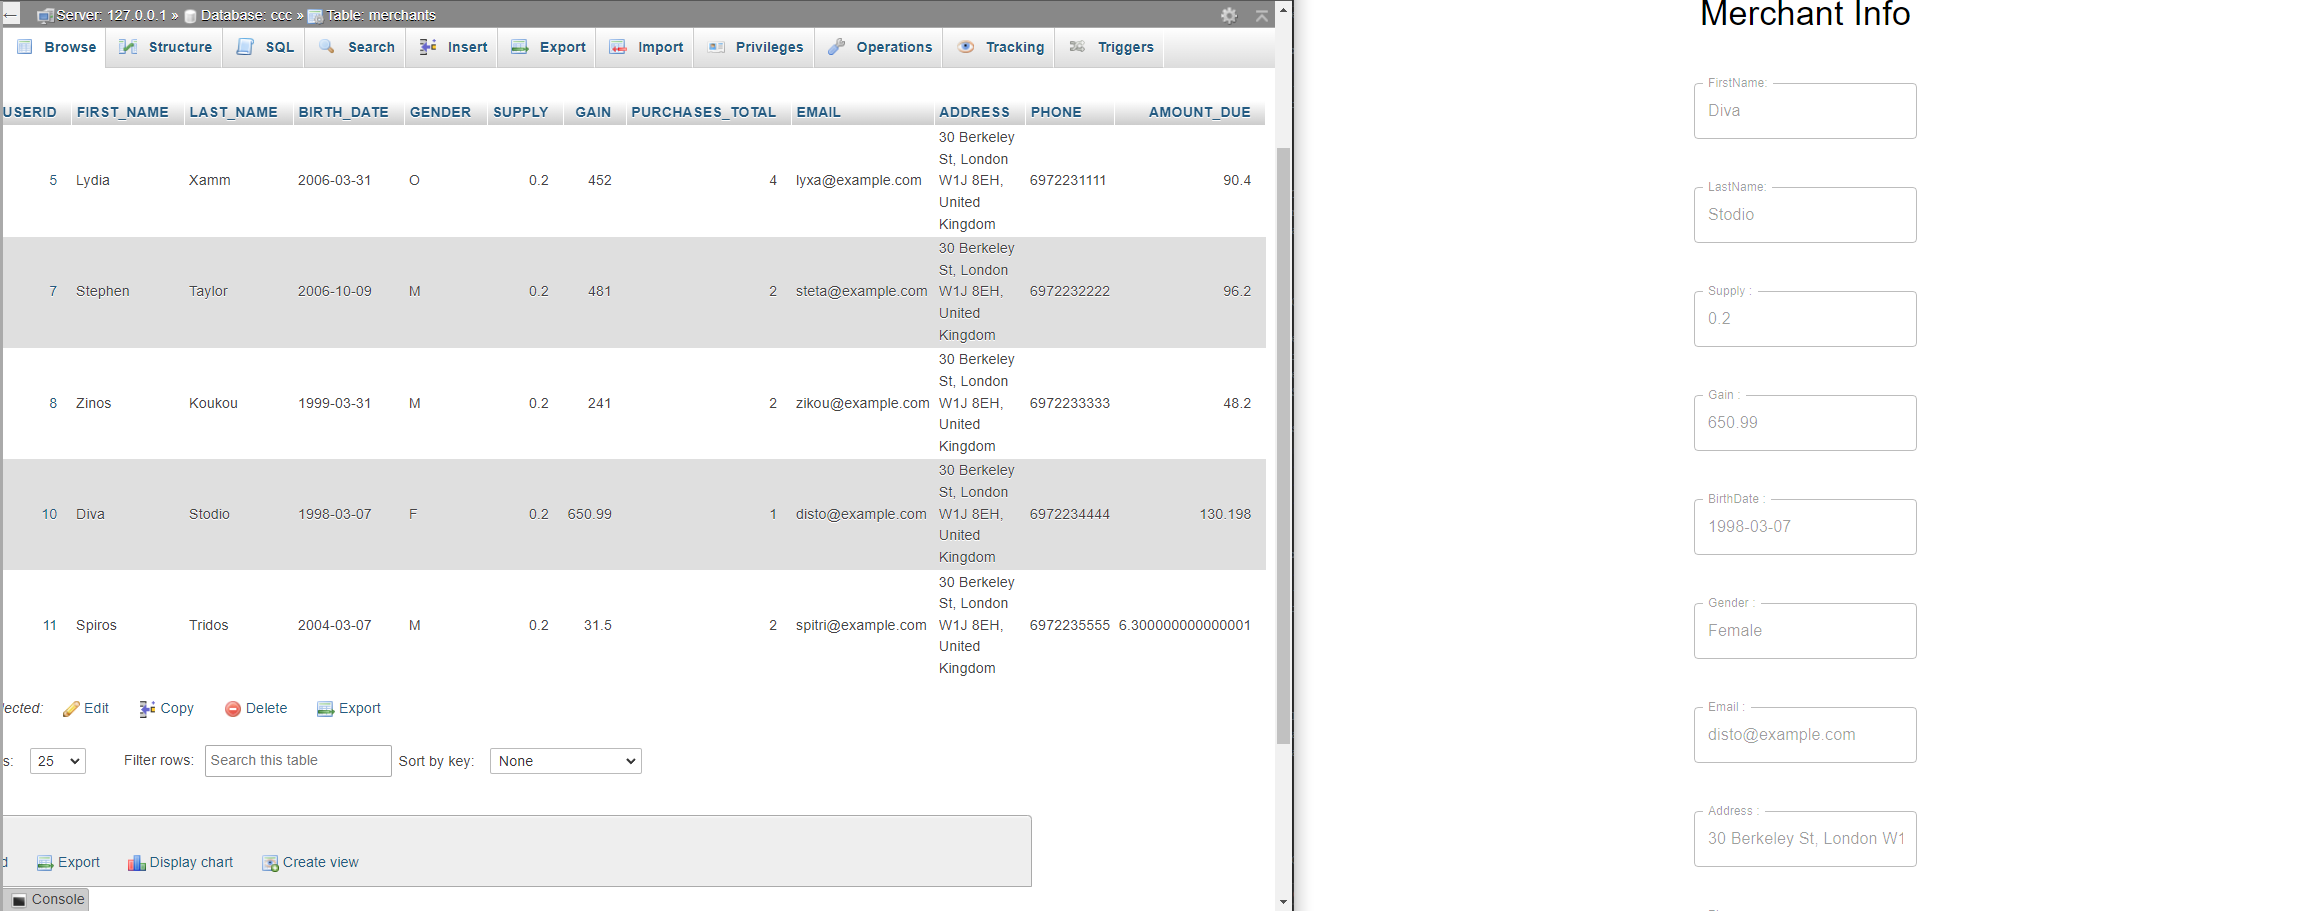 Server: 127.0.0.1 » Database: ccc » Table: merchants
Browse Structure SQL Search Insert Export Import Privileges Operations Tracking Triggers
USERID FIRST_NAME LAST_NAME BIRTH_DATE GENDER SUPPLY GAIN PURCHASES_TOTAL EMAIL ADDRESS PHONE AMOUNT_DUE
30 Berkeley
St, London
5 Lydia Xamm 2006-03-31 O 0.2 452 4 lyxa@example.com W1J 8EH, 6972231111 90.4
United
Kingdom
30 Berkeley
St, London
7 Stephen Taylor 2006-10-09 M 0.2 481 2 steta@example.com W1J 8EH, 6972232222 96.2
United
Kingdom
30 Berkeley
St, London
8 Zinos Koukou 1999-03-31 M 0.2 241 2 zikou@example.com W1J 8EH, 6972233333 48.2
United
Kingdom
30 Berkeley
St, London
10 Diva Stodio 1998-03-07 F 0.2 650.99 1 disto@example.com W1J 8EH, 6972234444 130.198
United
Kingdom
30 Berkeley
St, London
11 Spiros Tridos 2004-03-07 M 0.2 31.5 2 spitri@example.com W1J 8EH, 6972235555 6.300000000000001
United
Kingdom
lected: Edit Copy Delete Export
s: 25 Filter rows: Search this table Sort by key: None
d Export Display chart Create view
Console
Merchant Info
FirstName:
Diva
LastName:
Stodio
Supply :
0.2
Gain :
650.99
BirthDate :
1998-03-07
Gender :
Female
Email :
disto@example.com
Address :
30 Berkeley St, London W1